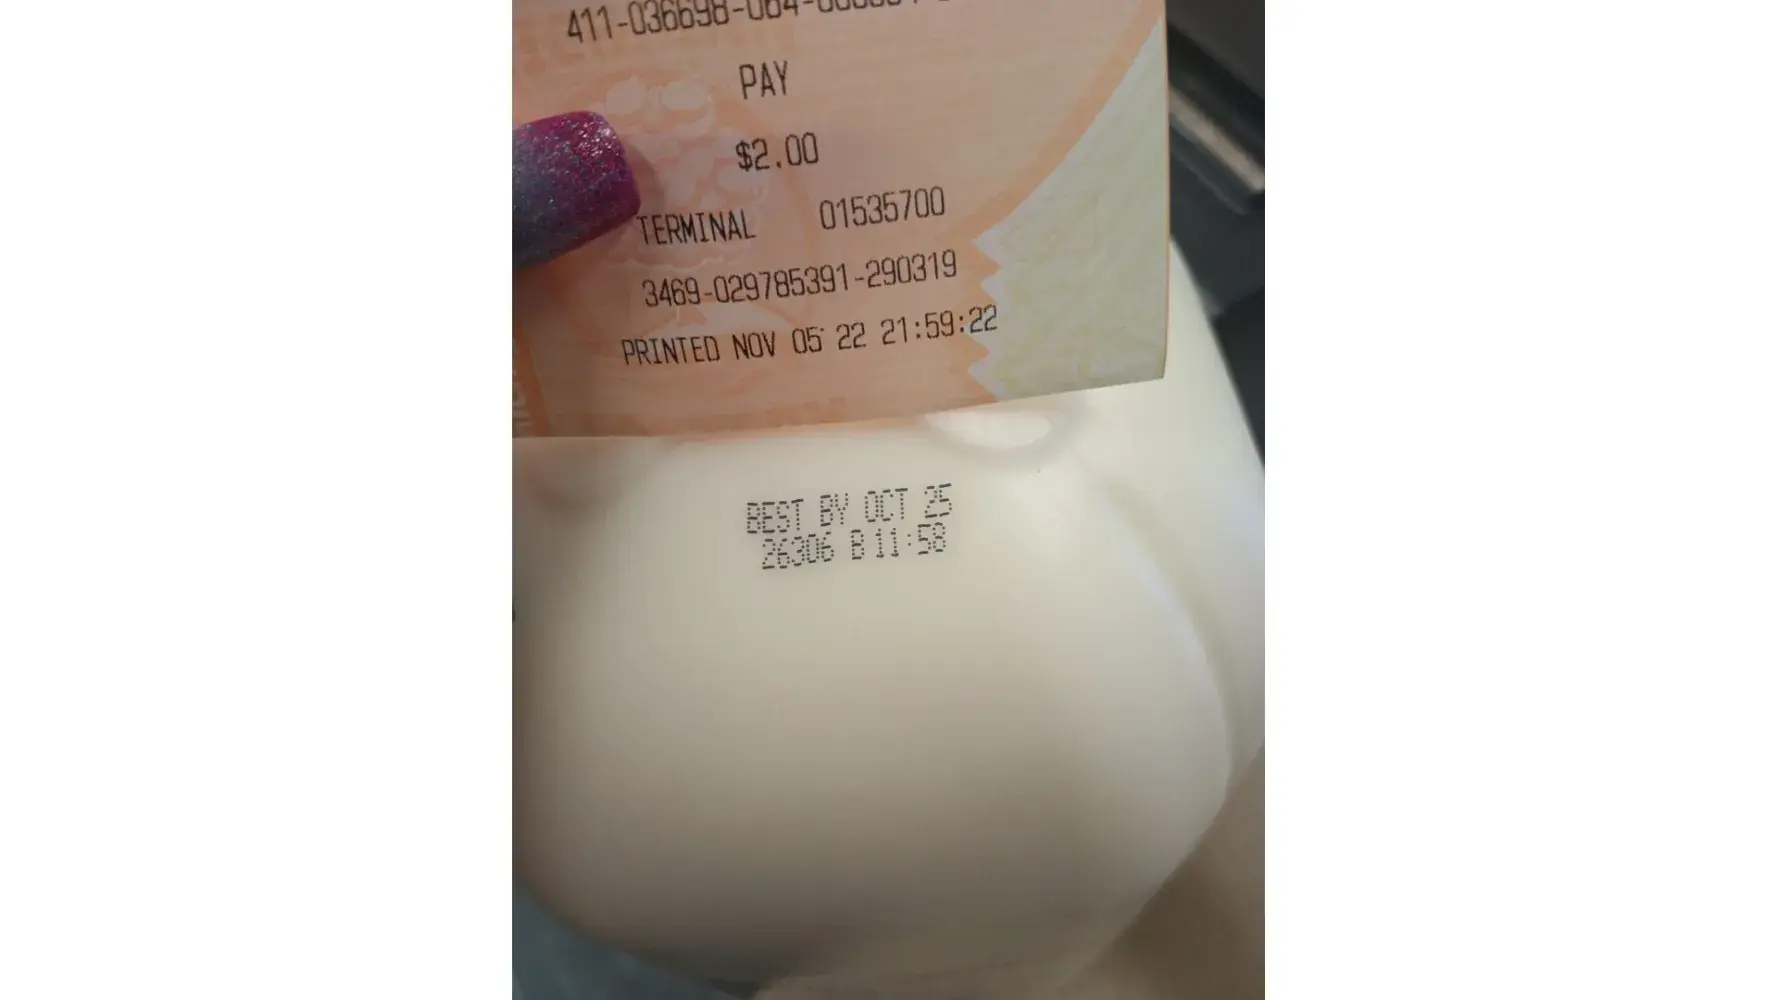 PAY
$2.00
TERMINAL 01535700
3469-029785391-290319
PRINTED NOV 05 22 21:59:22
BEST BY OCT 25
26306 B 11:58